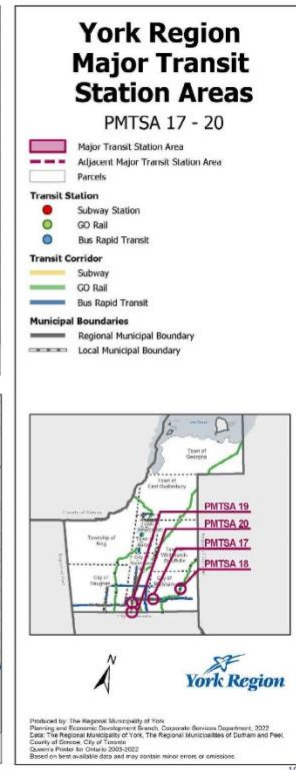 York Region
Major Transit
Station Areas
PMTSA 17 - 20
Major Transit Station Area
Adjacent Major Transit Station Area
Parcels
Transit Station
Subway Station
GO Rail
Bus Rapid Transit
Transit Corridor
Subway
GO Rail
Bus Rapid Transit
Municipal Boundaries
Regional Municipal Boundary
Local Municipal Boundary
Town of
Georgina
Town of
East Gwillimbury
County of Simcoe
Township of
King
City of
Vaughan
PMTSA 19
PMTSA 20
PMTSA 17
PMTSA 18
York Region
Produced by: The Regional Municipality of York
Planning and Economic Development Branch, Corporate Services Department, 2022
Data: The Regional Municipality of York, The Regional Municipalities of Durham and Peel,
County of Simcoe, City of Toronto
Queen's Printer for Ontario 2003-2022
Based on best available data and may contain minor errors or omissions